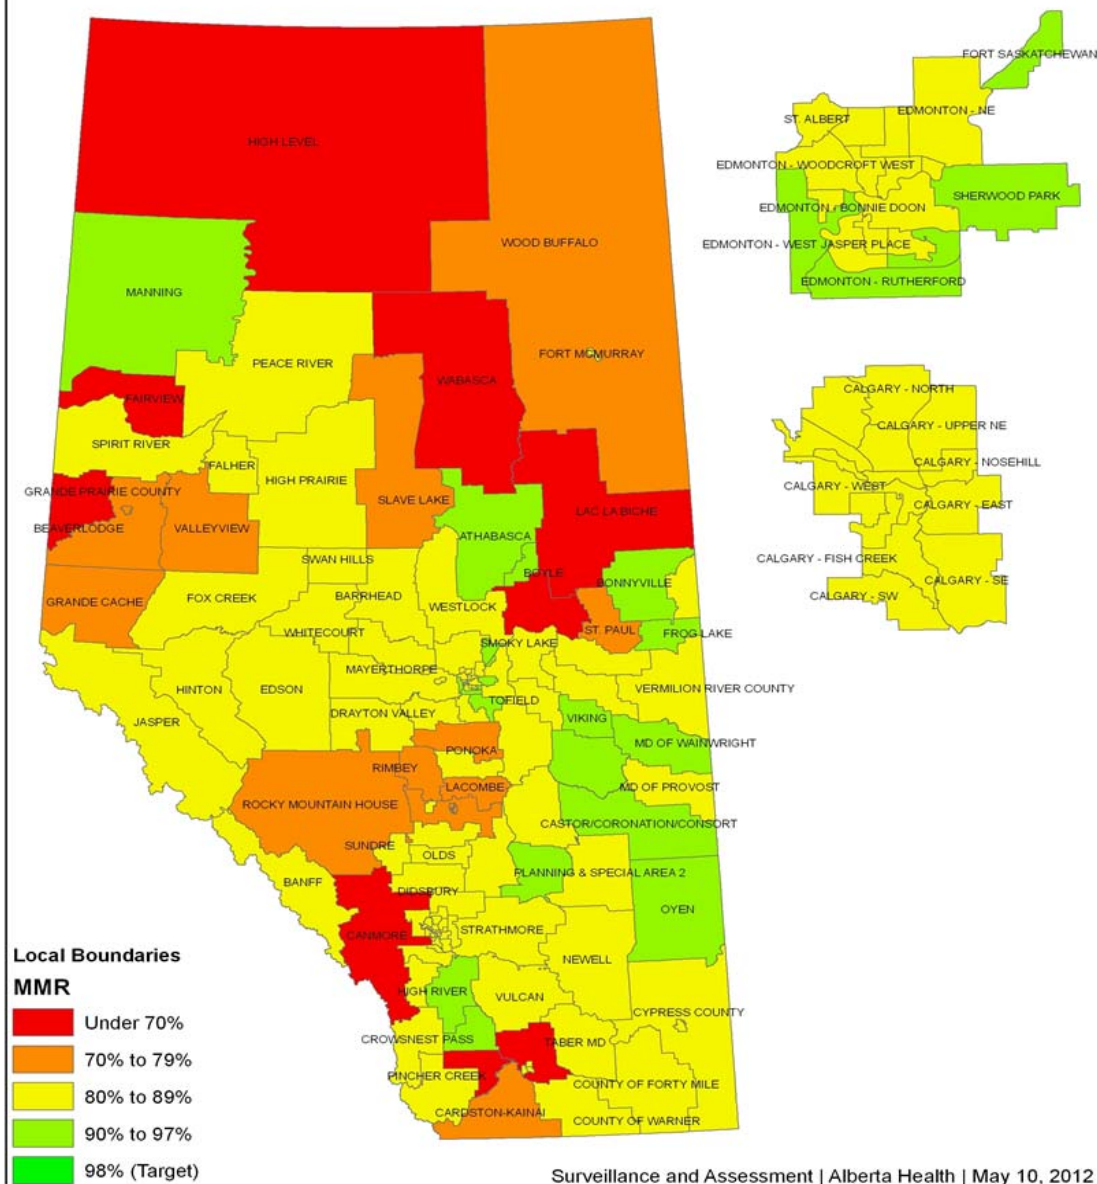 HIGH LEVEL
WOOD BUFFALO
MANNING
FORT MCMURRAY
PEACE RIVER
WABASCA
FAIRVIEW
SPIRIT RIVER
FALHER
HIGH PRAIRIE
GRANDE PRAIRIE COUNTY
SLAVE LAKE
LAC LA BICHE
BEAVERLODGE
VALLEYVIEW
ATHABASCA
SWAN HILLS
BOYLE
BONNYVILLE
GRANDE CACHE
FOX CREEK
BARRHEAD
WESTLOCK
WHITECOURT
ST. PAUL
FROG LAKE
SMOKY LAKE
MAYERTHORPE
HINTON
EDSON
VERMILION RIVER COUNTY
TOFIELD
DRAYTON VALLEY
JASPER
VIKING
MD OF WAINWRIGHT
PONOKA
RIMBEY
LACOMBE
MD OF PROVOST
ROCKY MOUNTAIN HOUSE
CASTOR/CORONATION/CONSORT
SUNDRE
OLDS
BANFF
PLANNING & SPECIAL AREA 2
DIDSBURY
OYEN
CANMORE
STRATHMORE
NEWELL
HIGH RIVER
VULCAN
CYPRESS COUNTY
CROWSNEST PASS
TABER MD
PINCHER CREEK
COUNTY OF FORTY MILE
CARDSTON-KAINAI
COUNTY OF WARNER
FORT SASKATCHEWAN
EDMONTON - NE
ST. ALBERT
EDMONTON - WOODCROFT WEST
SHERWOOD PARK
EDMONTON - BONNIE DOON
EDMONTON - WEST JASPER PLACE
EDMONTON - RUTHERFORD
CALGARY - NORTH
CALGARY - UPPER NE
CALGARY - NOSEHILL
CALGARY - WEST
CALGARY - EAST
CALGARY - FISH CREEK
CALGARY - SE
CALGARY - SW
Local Boundaries
MMR
Under 70%
70% to 79%
80% to 89%
90% to 97%
98% (Target)
Surveillance and Assessment | Alberta Health | May 10, 2012